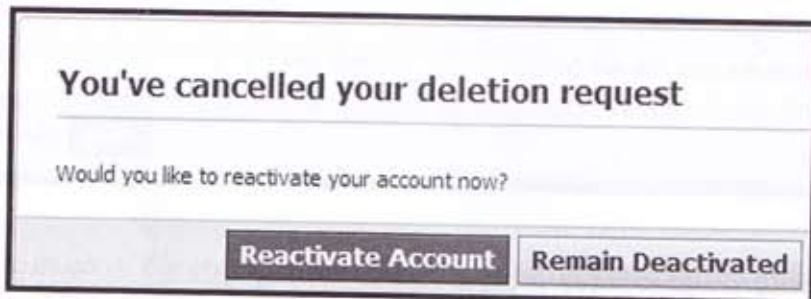 You've cancelled your deletion request
Would you like to reactivate your account now?
Reactivate Account Remain Deactivated